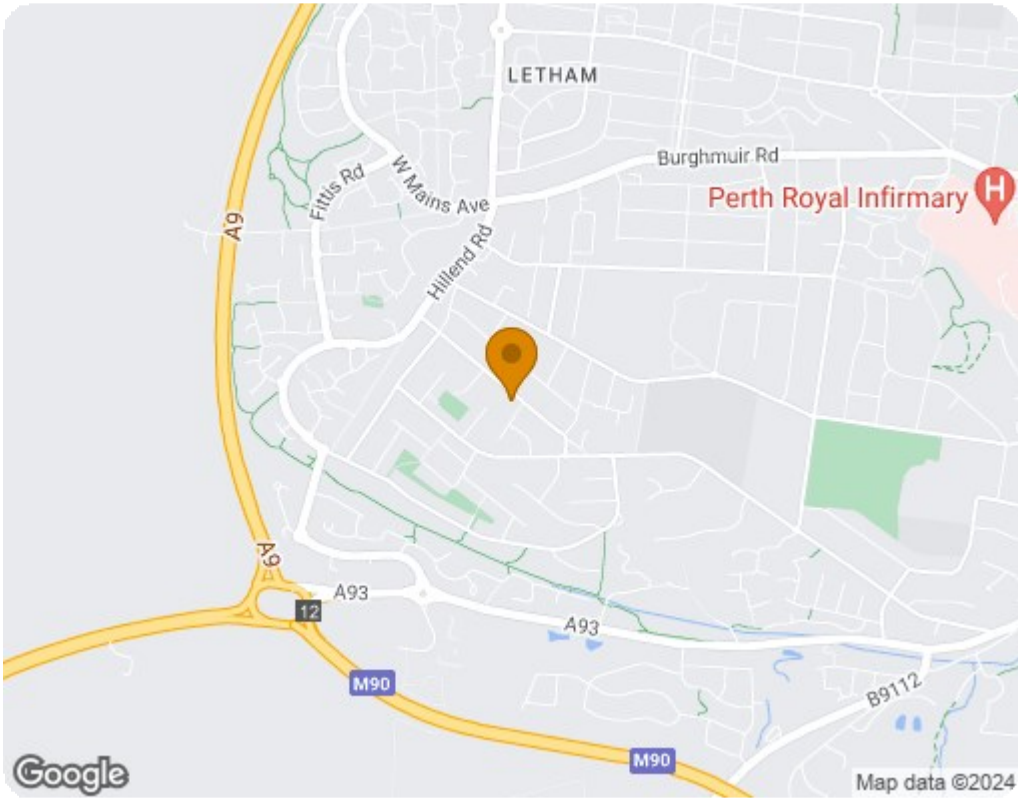 LETHAM
Burghmuir Rd
Fittis Rd
W Mains Ave
Perth Royal Infirmary
H
A9
Hillend Rd
A9
A93
12
A93
M90
B9112
M90
Google
Map data ©2024